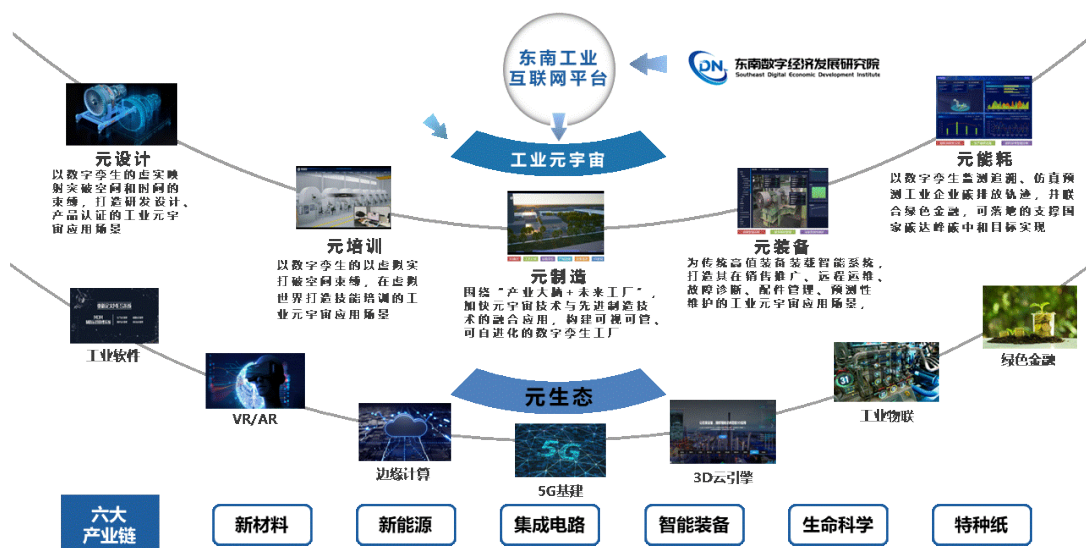 东南工业
互联网平台
DN
东南数字经济发展研究院
Southeast Digital Economic Development Institute
工业元宇宙
元设计
以数字孪生的虚实映
射突破空间和时间的
束缚，打造研发设计、
产品认证的工业元宇
宙应用场景
元培训
以数字孪生的以虚拟实
打破空间束缚，在虚拟
世界打造技能培训的工
业元宇宙应用场景
元制造
围绕“产业大脑+未来工厂”，
加快元宇宙技术与先进制造技
术的融合应用，构建可视可管、
可自进化的数字孪生工厂
元装备
为传统高值装备装载智能系统，
打造其在销售推广、远程运维、
故障诊断、配件管理、预测性
维护的工业元宇宙应用场景，
元能耗
以数字孪生监测追溯、仿真预
测工业企业碳排放轨迹，并联
合绿色金融，可落地的支撑国
家碳达峰碳中和目标实现
元生态
工业软件
VR/AR
边缘计算
5G
5G基建
3D云引擎
31
工业物联
绿色金融
六大
产业链
新材料
新能源
集成电路
智能装备
生命科学
特种纸